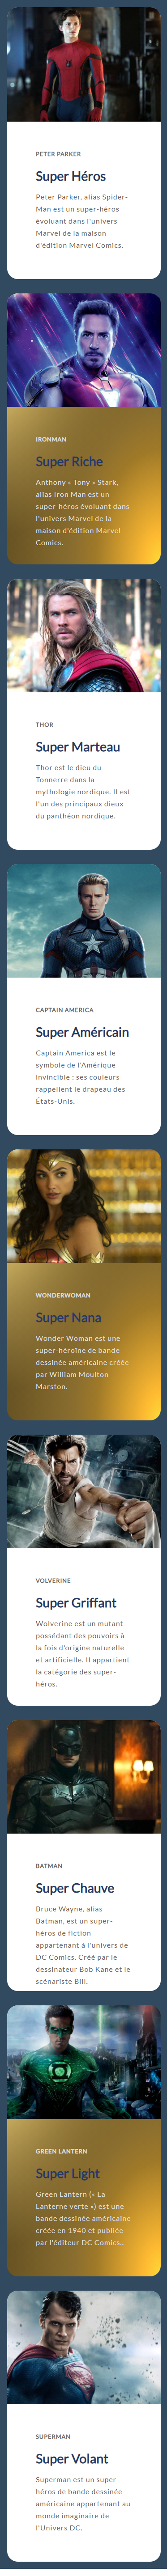 PETER PARKER
Super Héros
Peter Parker, alias Spider-
Man est un super-héros
évoluant dans l'univers
Marvel de la maison
d'édition Marvel Comics.
IRONMAN
Super Riche
Anthony « Tony » Stark,
alias Iron Man est un
super-héros évoluant dans
l'univers Marvel de la
maison d'édition Marvel
Comics.
THOR
Super Marteau
Thor est le dieu du
Tonnerre dans la
mythologie nordique. Il est
l'un des principaux dieux
du panthéon nordique.
CAPTAIN AMERICA
Super Américain
Captain America est le
symbole de l'Amérique
invincible : ses couleurs
rappellent le drapeau des
États-Unis.
WONDERWOMAN
Super Nana
Wonder Woman est une
super-héroïne de bande
dessinée américaine créée
par William Moulton
Marston.
VOLVERINE
Super Griffant
Wolverine est un mutant
possédant des pouvoirs à
la fois d'origine naturelle
et artificielle. Il appartient
la catégorie des super-
héros.
BATMAN
Super Chauve
Bruce Wayne, alias
Batman, est un super-
héros de fiction
appartenant à l'univers de
DC Comics. Créé par le
dessinateur Bob Kane et le
scénariste Bill.
GREEN LANTERN
Super Light
Green Lantern (« La
Lanterne verte ») est une
bande dessinée américaine
créée en 1940 et publiée
par l'éditeur DC Comics..
SUPERMAN
Super Volant
Superman est un super-
héros de bande dessinée
américaine appartenant au
monde imaginaire de
l'Univers DC.